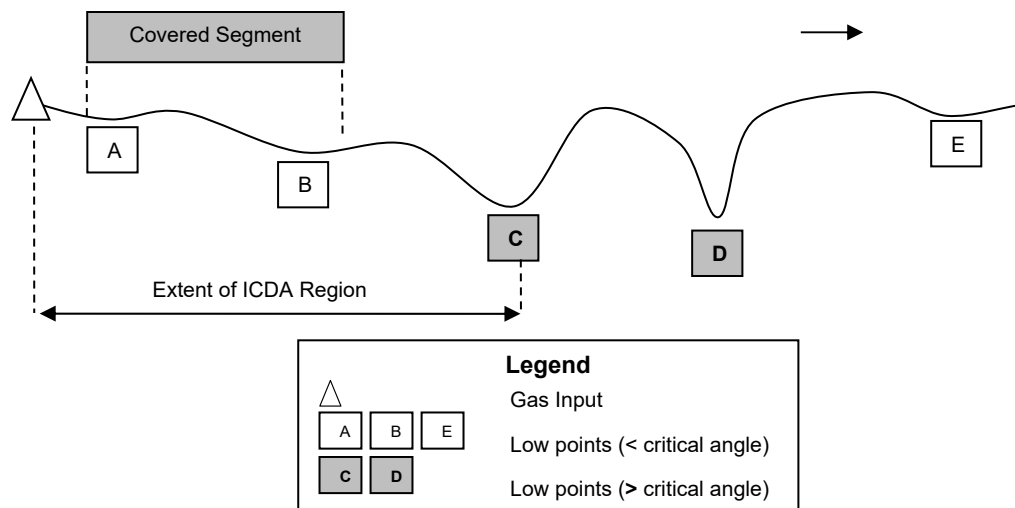 Covered Segment
A
B
C
D
E
Extent of ICDA Region
Legend
Gas Input
A B E
Low points (< critical angle)
C D
Low points (> critical angle)